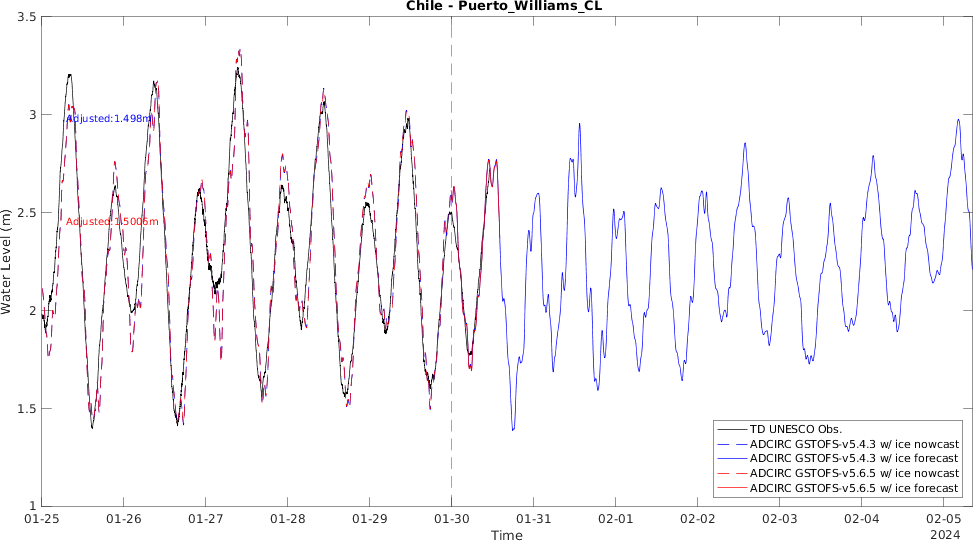 Chile - Puerto_Williams_CL
3.5
3
2.5
2
1.5
1
Water Level (m)
Adjusted:1.498m
Adjusted:1.5006m
TD UNESCO Obs.
ADCIRC GSTOFS-v5.4.3 w/ ice nowcast
ADCIRC GSTOFS-v5.4.3 w/ ice forecast
ADCIRC GSTOFS-v5.6.5 w/ ice nowcast
ADCIRC GSTOFS-v5.6.5 w/ ice forecast
01-25 01-26 01-27 01-28 01-29 01-30 01-31 02-01 02-02 02-03 02-04 02-05
Time
2024